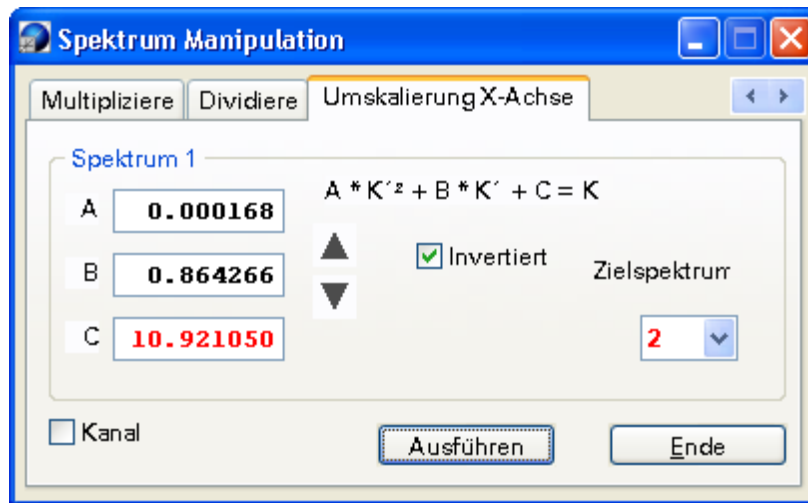 Spektrum Manipulation
Multipliziere Dividiere Umskalierung X-Achse
Spektrum 1
A 0.000168
A * K´² + B * K´ + C = K
B 0.864266
Invertiert
Zielspektrum
C 10.921050
2
Kanal
Ausführen
Ende